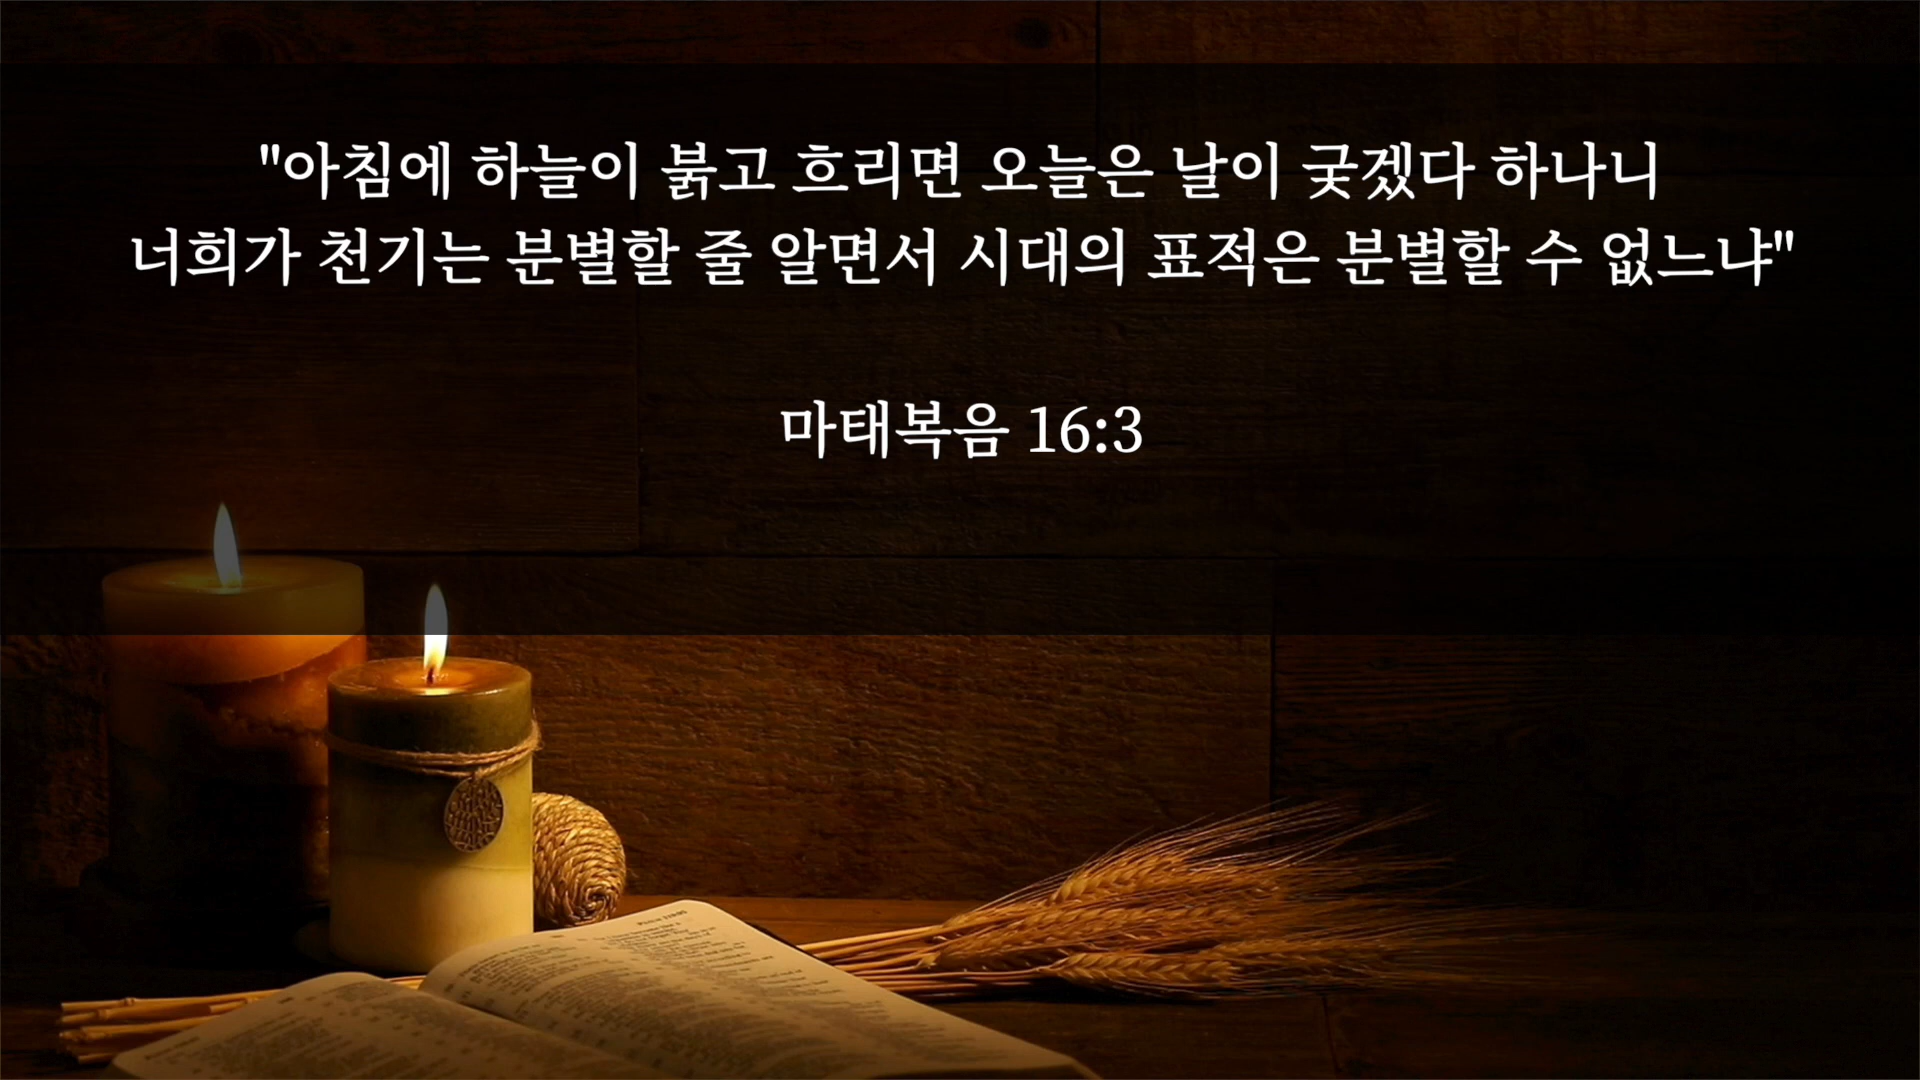 "아침에 하늘이 붉고 흐리면 오늘은 날이 궂겠다 하나니
너희가 천기는 분별할 줄 알면서 시대의 표적은 분별할 수 없느냐"
마태복음 16:3